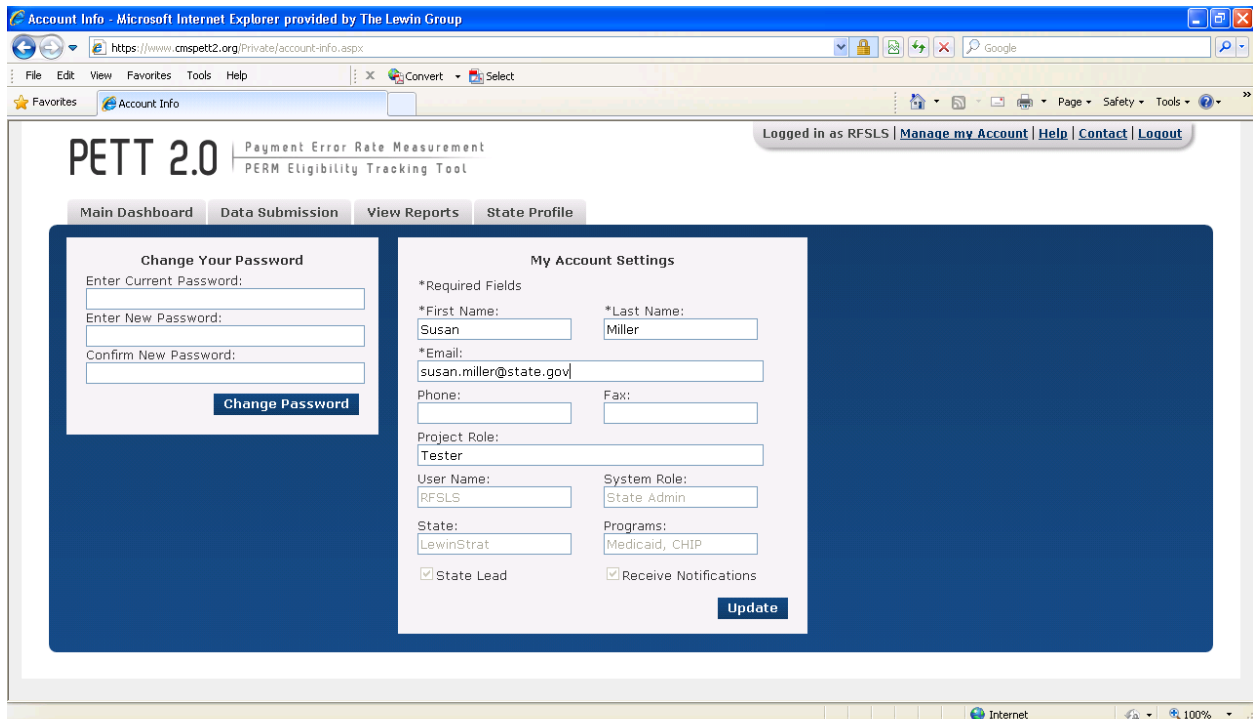 Account Info - Microsoft Internet Explorer provided by The Lewin Group
https://www.cmspett2.org/Private/account-info.aspx
Google
File Edit View Favorites Tools Help
Convert Select
Favorites Account Info
Page Safety Tools
Logged in as RFSLS | Manage my Account | Help | Contact | Logout
PETT 2.0
Payment Error Rate Measurement
PERM Eligibility Tracking Tool
Main Dashboard Data Submission View Reports State Profile
Change Your Password
Enter Current Password:
Enter New Password:
Confirm New Password:
Change Password
My Account Settings
*Required Fields
*First Name: *Last Name:
Susan Miller
*Email:
susan.miller@state.gov
Phone: Fax:
Project Role:
Tester
User Name: System Role:
RFSLS State Admin
State: Programs:
LewinStrat Medicaid, CHIP
State Lead Receive Notifications
Update
Internet 100%